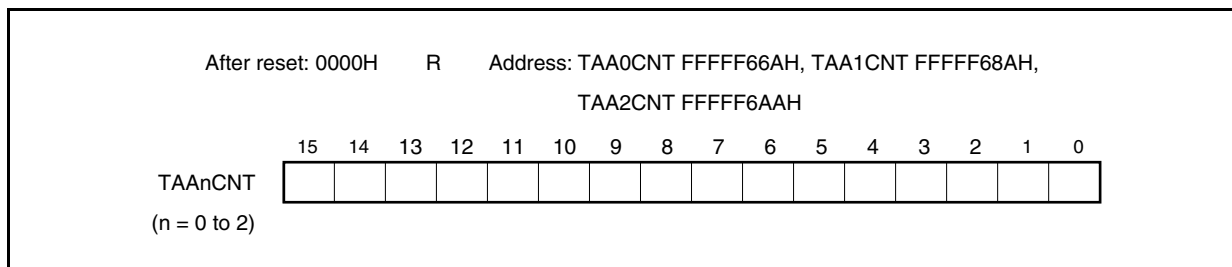 After reset: 0000H R Address: TAA0CNT FFFFF66AH, TAA1CNT FFFFF68AH,
TAA2CNT FFFFF6AAH
15 14 13 12 11 10 9 8 7 6 5 4 3 2 1 0
TAAnCNT
(n = 0 to 2)